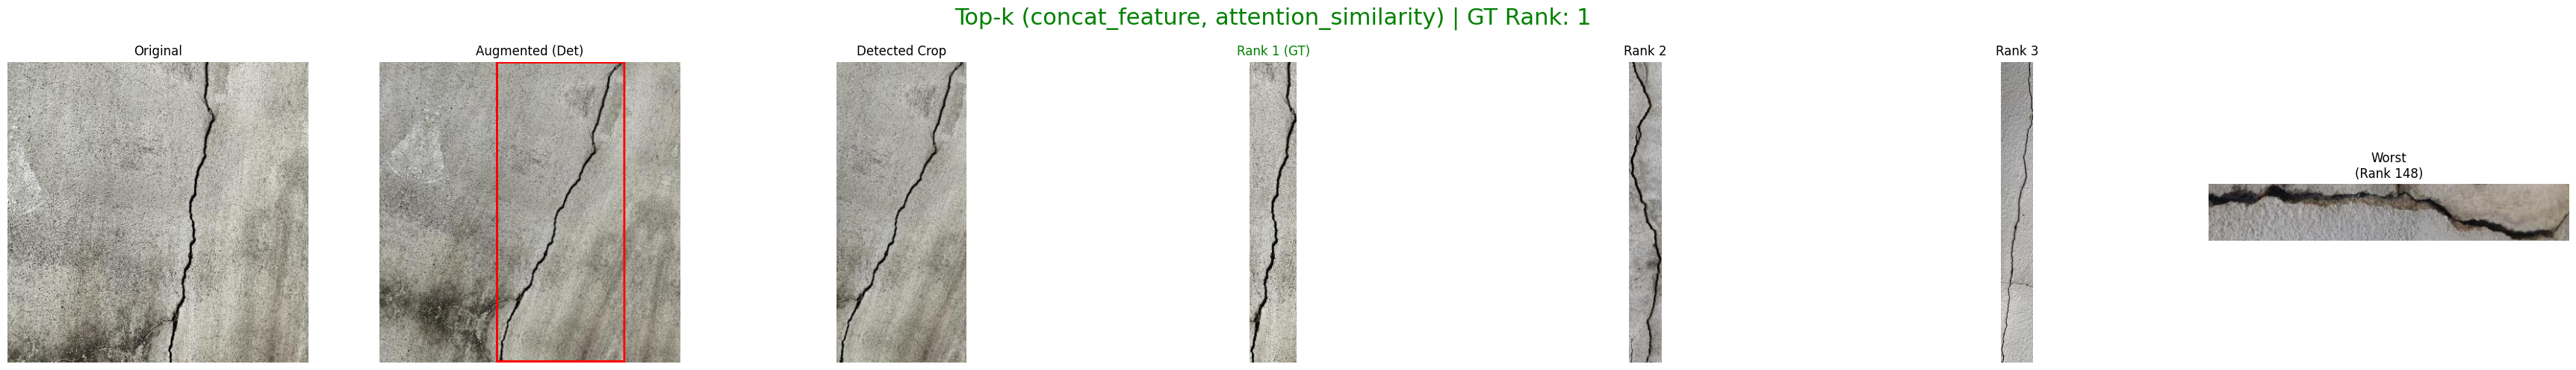 Top-k (concat_feature, attention_similarity) | GT Rank: 1
Original
Augmented (Det)
Detected Crop
Rank 1 (GT)
Rank 2
Rank 3
Worst
(Rank 148)